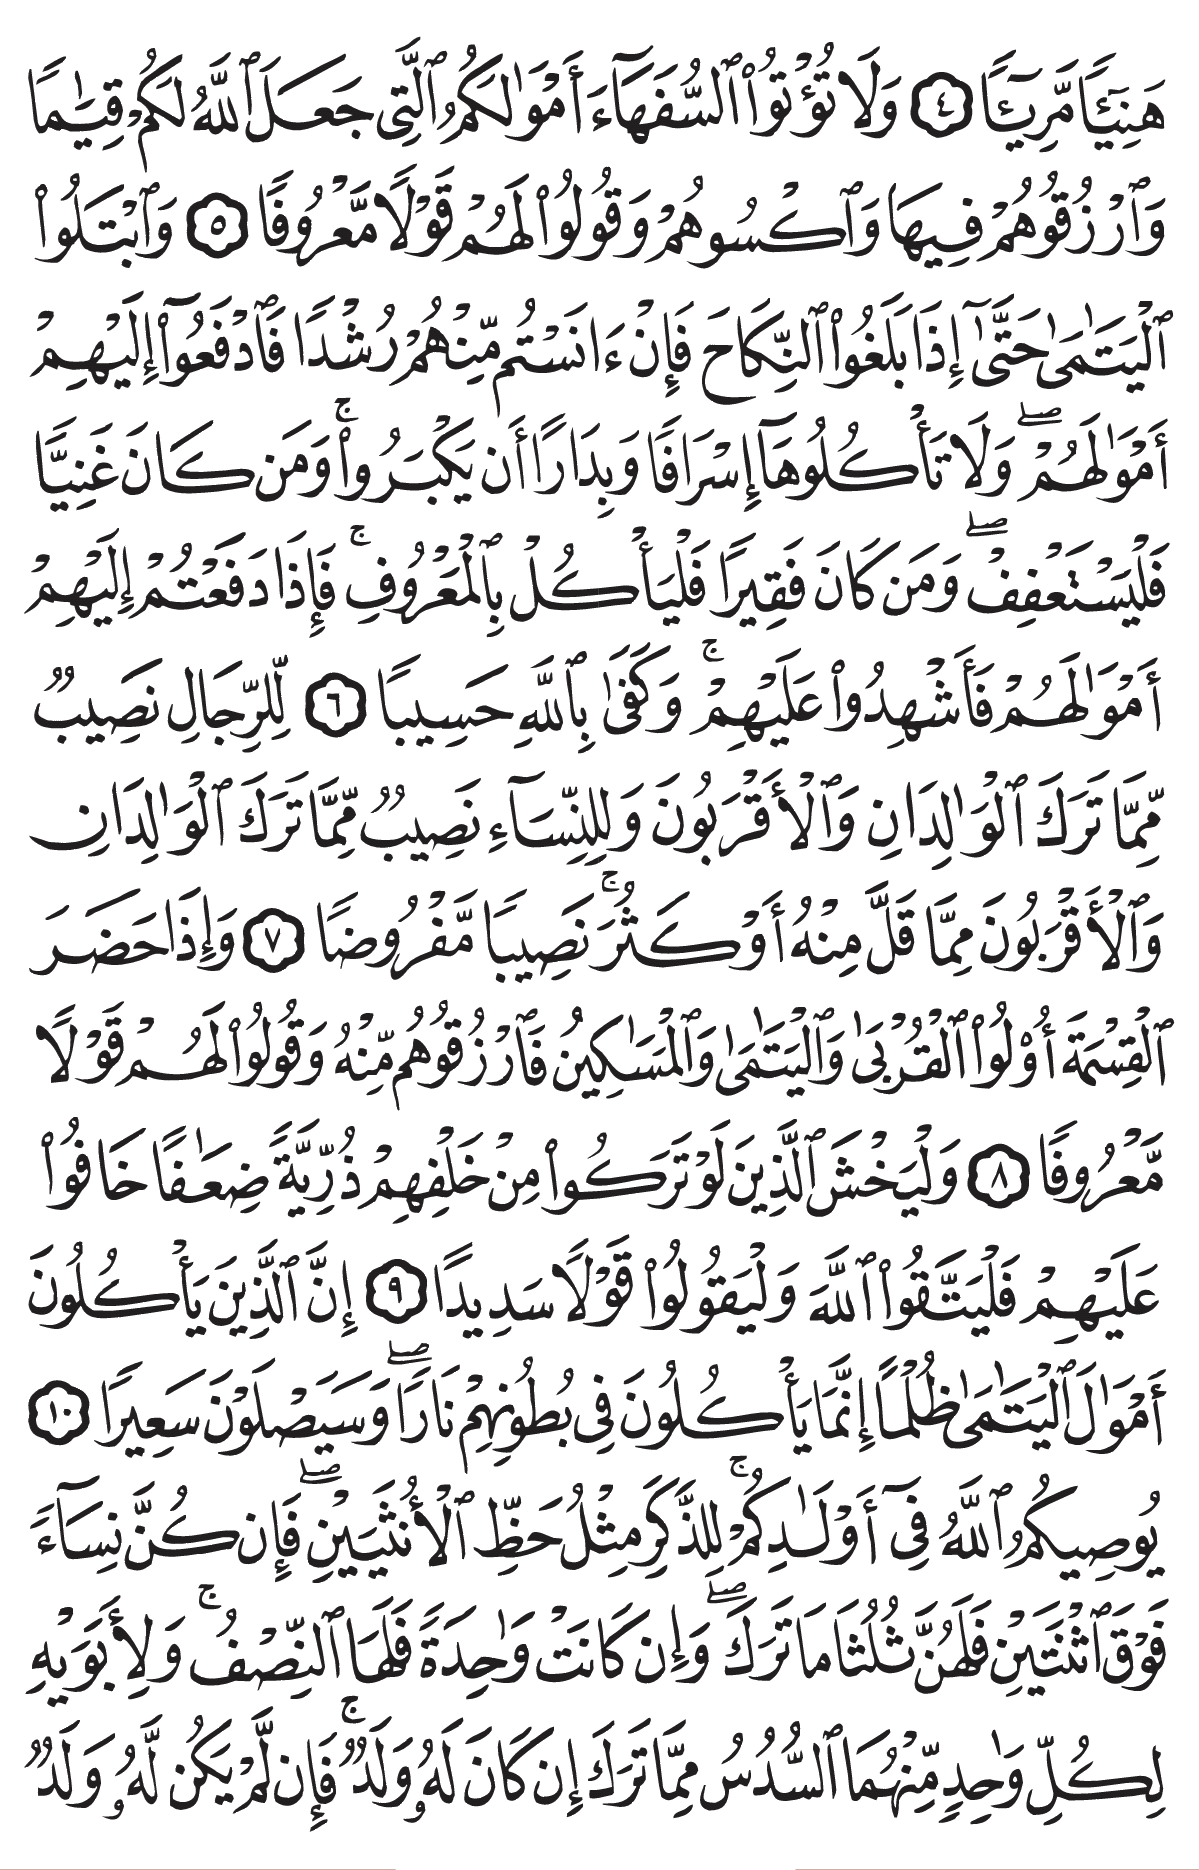 هَنِيٓـًٔا مَّرِيٓـًٔا ٤ وَلَا تُؤۡتُواْ ٱلسُّفَهَآءَ أَمۡوَٰلَكُمُ ٱلَّتِي جَعَلَ ٱللَّهُ لَكُمۡ قِيَٰمٗا
وَٱرۡزُقُوهُمۡ فِيهَا وَٱكۡسُوهُمۡ وَقُولُواْ لَهُمۡ قَوۡلٗا مَّعۡرُوفٗا ٥ وَٱبۡتَلُواْ
ٱلۡيَتَٰمَىٰ حَتَّىٰٓ إِذَا بَلَغُواْ ٱلنِّكَاحَ فَإِنۡ ءَانَسۡتُم مِّنۡهُمۡ رُشۡدٗا فَٱدۡفَعُوٓاْ إِلَيۡهِمۡ
أَمۡوَٰلَهُمۡۖ وَلَا تَأۡكُلُوهَآ إِسۡرَافٗا وَبِدَارًا أَن يَكۡبَرُواْۚ وَمَن كَانَ غَنِيّٗا
فَلۡيَسۡتَعۡفِفۡۖ وَمَن كَانَ فَقِيرٗا فَلۡيَأۡكُلۡ بِٱلۡمَعۡرُوفِۚ فَإِذَا دَفَعۡتُمۡ إِلَيۡهِمۡ
أَمۡوَٰلَهُمۡ فَأَشۡهِدُواْ عَلَيۡهِمۡۚ وَكَفَىٰ بِٱللَّهِ حَسِيبٗا ٦ لِّلرِّجَالِ نَصِيبٞ
مِّمَّا تَرَكَ ٱلۡوَٰلِدَانِ وَٱلۡأَقۡرَبُونَ وَلِلنِّسَآءِ نَصِيبٞ مِّمَّا تَرَكَ ٱلۡوَٰلِدَانِ
وَٱلۡأَقۡرَبُونَ مِمَّا قَلَّ مِنۡهُ أَوۡ كَثُرَۚ نَصِيبٗا مَّفۡرُوضٗا ٧ وَإِذَا حَضَرَ
ٱلۡقِسۡمَةَ أُوْلُواْ ٱلۡقُرۡبَىٰ وَٱلۡيَتَٰمَىٰ وَٱلۡمَسَٰكِينُ فَٱرۡزُقُوهُم مِّنۡهُ وَقُولُواْ لَهُمۡ قَوۡلٗا
مَّعۡرُوفٗا ٨ وَلۡيَخۡشَ ٱلَّذِينَ لَوۡ تَرَكُواْ مِنۡ خَلۡفِهِمۡ ذُرِّيَّةٗ ضِعَٰفًا خَافُواْ
عَلَيۡهِمۡ فَلۡيَتَّقُواْ ٱللَّهَ وَلۡيَقُولُواْ قَوۡلٗا سَدِيدًا ٩ إِنَّ ٱلَّذِينَ يَأۡكُلُونَ
أَمۡوَٰلَ ٱلۡيَتَٰمَىٰ ظُلۡمًا إِنَّمَا يَأۡكُلُونَ فِي بُطُونِهِمۡ نَارٗاۖ وَسَيَصۡلَوۡنَ سَعِيرٗا ١٠
يُوصِيكُمُ ٱللَّهُ فِيٓ أَوۡلَٰدِكُمۡۖ لِلذَّكَرِ مِثۡلُ حَظِّ ٱلۡأُنثَيَيۡنِۚ فَإِن كُنَّ نِسَآءٗ
فَوۡقَ ٱثۡنَتَيۡنِ فَلَهُنَّ ثُلُثَا مَا تَرَكَۖ وَإِن كَانَتۡ وَٰحِدَةٗ فَلَهَا ٱلنِّصۡفُۚ وَلِأَبَوَيۡهِ
لِكُلِّ وَٰحِدٖ مِّنۡهُمَا ٱلسُّدُسُ مِمَّا تَرَكَ إِن كَانَ لَهُۥ وَلَدٞۚ فَإِن لَّمۡ يَكُن لَّهُۥ وَلَدٞ